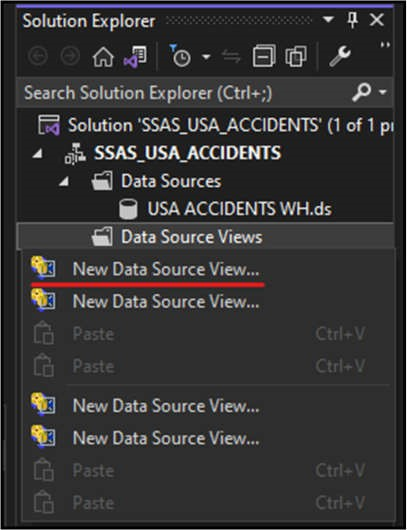 Solution Explorer
Search Solution Explorer (Ctrl+;)
Solution 'SSAS_USA_ACCIDENTS' (1 of 1 pr
SSAS_USA_ACCIDENTS
Data Sources
USA ACCIDENTS WH.ds
Data Source Views
New Data Source View...
New Data Source View...
Paste Ctrl+V
Paste Ctrl+V
New Data Source View...
New Data Source View...
Paste Ctrl+V
Paste Ctrl+V